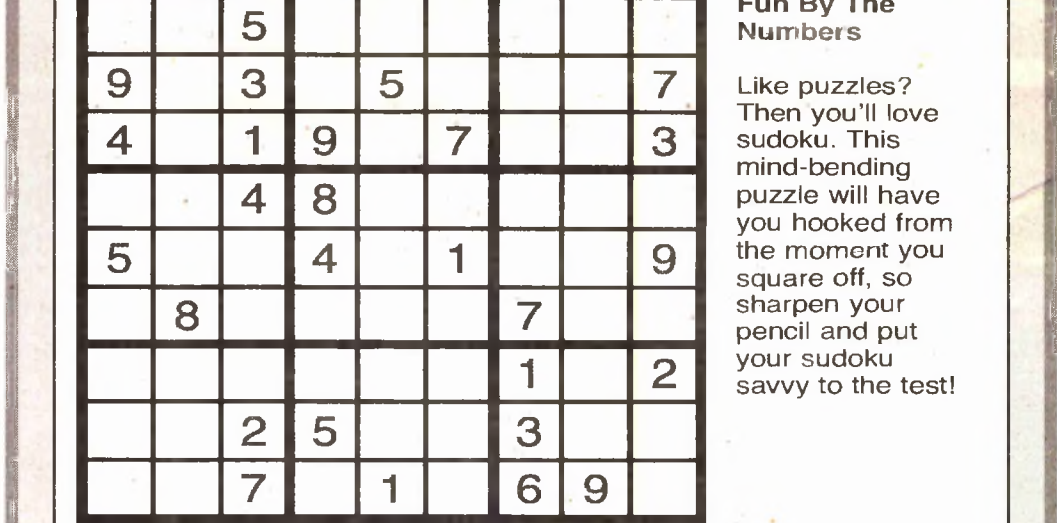 5
9 3 5 7
4 1 9 7 3
4 8
5 4 1 9
8 7
1 2
2 5 3
7 1 6 9
Fun By The
Numbers
Like puzzles?
Then you'll love
sudoku. This
mind-bending
puzzle will have
you hooked from
the moment you
square off, so
sharpen your
pencil and put
your sudoku
savvy to the test!